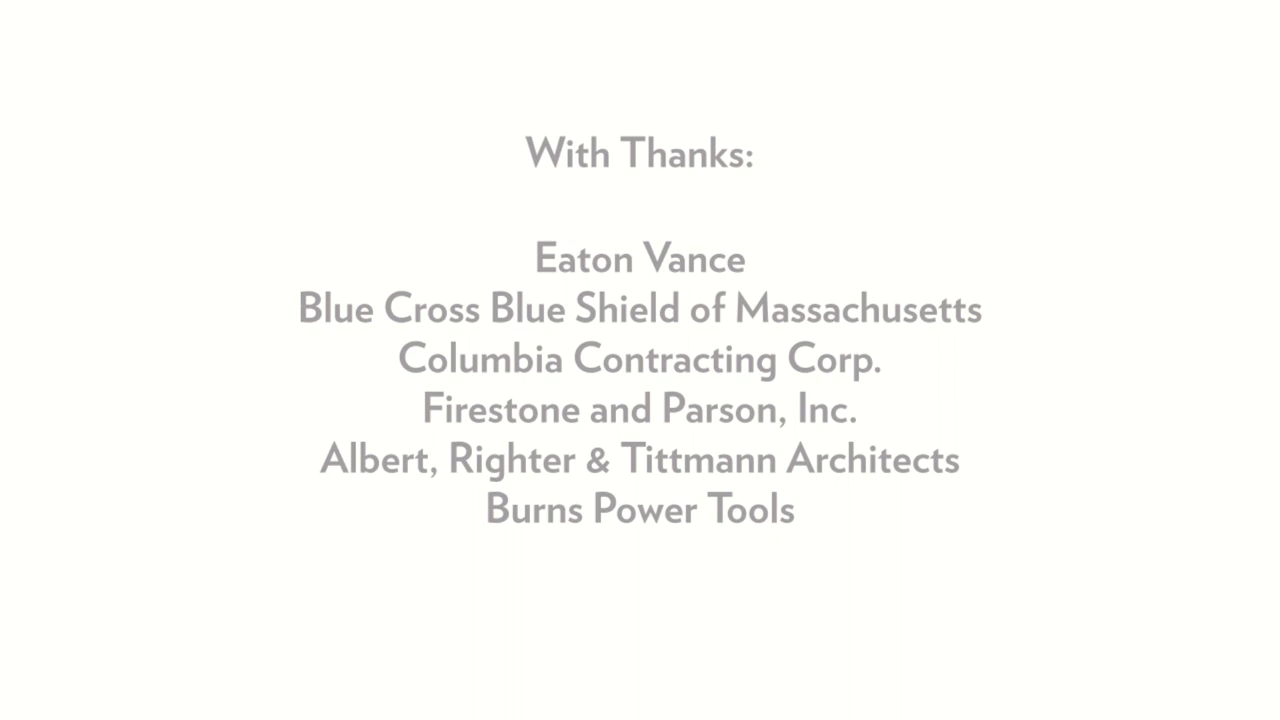 With Thanks:
Eaton Vance
Blue Cross Blue Shield of Massachusetts
Columbia Contracting Corp.
Firestone and Parson, Inc.
Albert, Righter & Tittmann Architects
Burns Power Tools